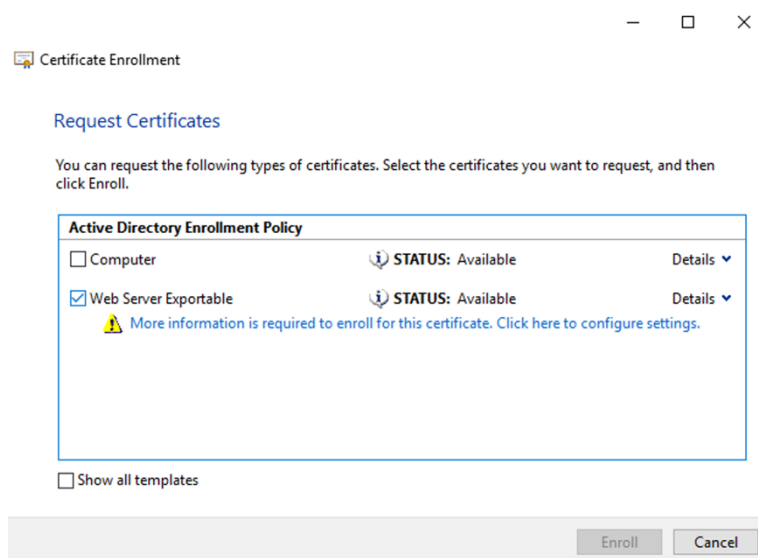 Certificate Enrollment
Request Certificates
You can request the following types of certificates. Select the certificates you want to request, and then
click Enroll.
Active Directory Enrollment Policy
Computer STATUS: Available Details
Web Server Exportable STATUS: Available Details
More information is required to enroll for this certificate. Click here to configure settings.
Show all templates
Enroll Cancel